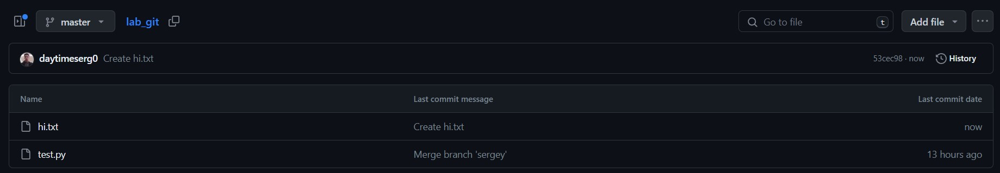 master lab_git Go to file t Add file ...
daytimeserg0 Create hi.txt 53cec98 · now History
Name Last commit message Last commit date
hi.txt Create hi.txt now
test.py Merge branch 'sergey' 13 hours ago